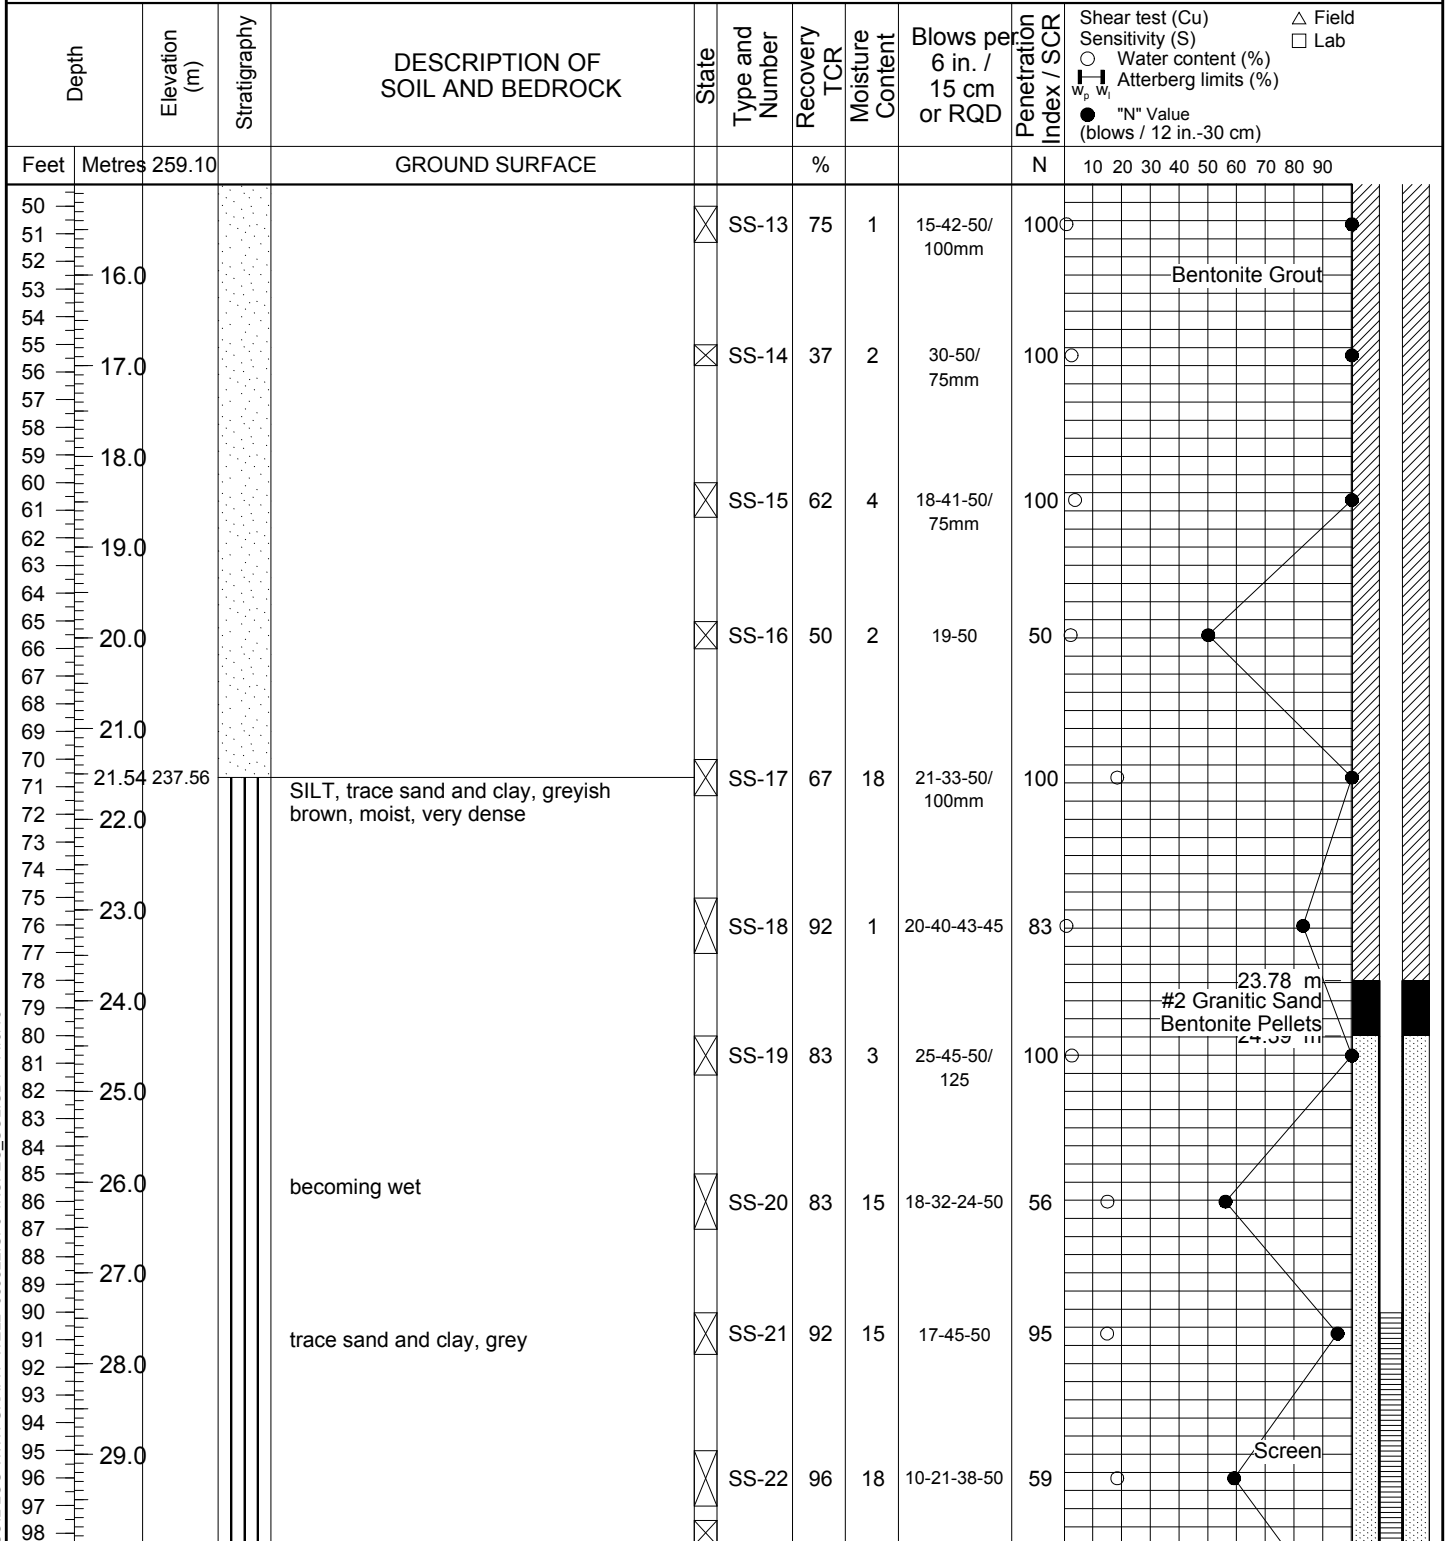 Depth
Elevation
(m)
Stratigraphy
DESCRIPTION OF
SOIL AND BEDROCK
State
Type and
Number
Recovery
TCR
Moisture
Content
Blows per
6 in. /
15 cm
or RQD
Penetration
Index / SCR
Shear test (Cu)
Sensitivity (S)
△ Field
□ Lab
○ Water content (%)
Wp Wl Atterberg limits (%)
● "N" Value
(blows / 12 in.-30 cm)
Feet Metres 259.10 GROUND SURFACE % N 10 20 30 40 50 60 70 80 90
50
51 SS-13 75 1 15-42-50/ 100
100mm
52
16.0 Bentonite Grout
53
54
55
SS-14 37 2 30-50/ 100
75mm
56 17.0
57
58
59 18.0
60
61 SS-15 62 4 18-41-50/ 100
75mm
62
19.0
63
64
65
20.0 SS-16 50 2 19-50 50
66
67
68
69 21.0
70
71 21.54 237.56 SS-17 67 18 21-33-50/ 100
100mm
SILT, trace sand and clay, greyish
brown, moist, very dense
72 22.0
73
74
75
23.0
76 SS-18 92 1 20-40-43-45 83
77
78 23.78 m
79 24.0 #2 Granitic Sand
Bentonite Pellets
80 24.39 m
81 SS-19 83 3 25-45-50/ 100
125
82 25.0
83
84
85
26.0 becoming wet
86 SS-20 83 15 18-32-24-50 56
87
88
27.0
89
90
91 trace sand and clay, grey SS-21 92 15 17-45-50 95
92 28.0
93
94
95 29.0 Screen
96 SS-22 96 18 10-21-38-50 59
97
98